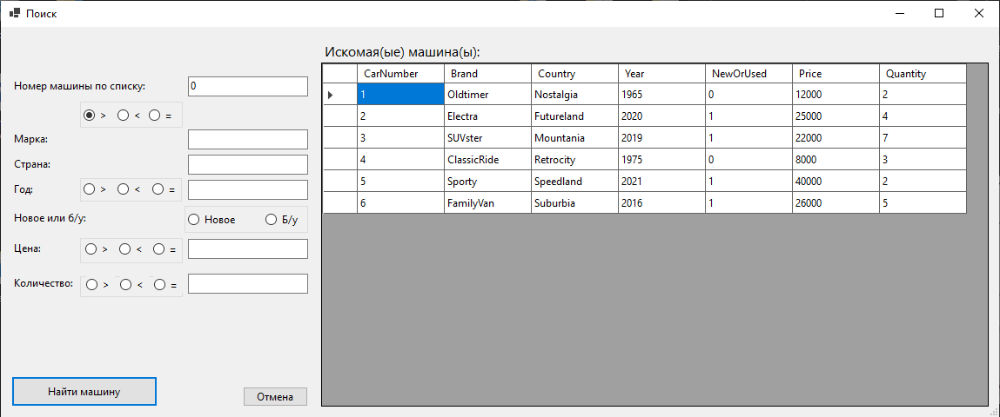 Поиск
Искомая(ые) машина(ы):
Номер машины по списку: 0
> < =
Марка:
Страна:
Год: > < =
Новое или б/у: Новое Б/у
Цена: > < =
Количество: > < =
Найти машину Отмена
CarNumber Brand Country Year NewOrUsed Price Quantity
1 Oldtimer Nostalgia 1965 0 12000 2
2 Electra Futureland 2020 1 25000 4
3 SUVster Mountania 2019 1 22000 7
4 ClassicRide Retrocity 1975 0 8000 3
5 Sporty Speedland 2021 1 40000 2
6 FamilyVan Suburbia 2016 1 26000 5